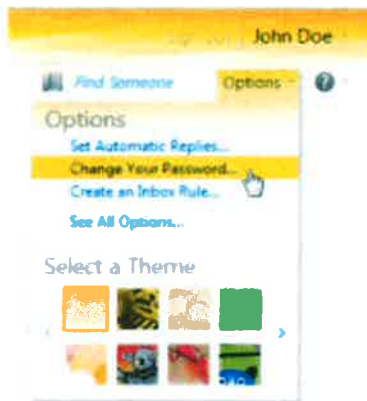 John Doe
Find Someone Options
Options
Set Automatic Replies...
Change Your Password...
Create an Inbox Rule...
See All Options...
Select a Theme